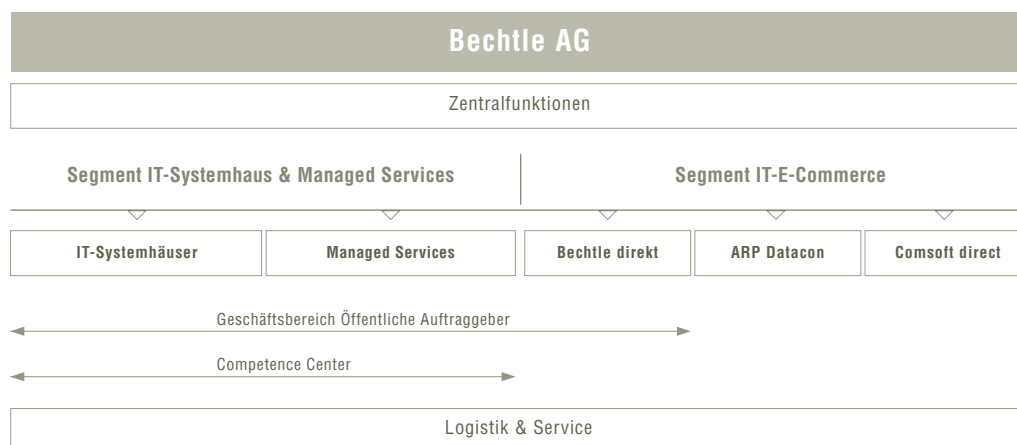 Bechtle AG
Zentralfunktionen
Segment IT-Systemhaus & Managed Services
Segment IT-E-Commerce
IT-Systemhäuser
Managed Services
Bechtle direkt
ARP Datacon
Comsoft direct
Geschäftsbereich Öffentliche Auftraggeber
Competence Center
Logistik & Service